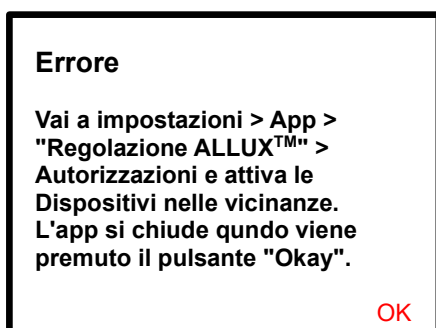 Errore
Vai a impostazioni > App >
"Regolazione ALLUX™" >
Autorizzazioni e attiva le
Dispositivi nelle vicinanze.
L'app si chiude qundo viene
premuto il pulsante "Okay".
OK